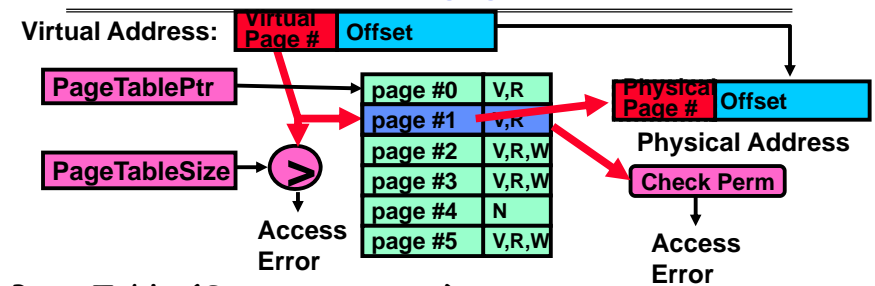 Virtual Address:
Virtual
Page #
Offset
PageTablePtr
page #0 V,R
page #1 V,R
page #2 V,R,W
page #3 V,R,W
page #4 N
page #5 V,R,W
Physical
Page #
Offset
Physical Address
PageTableSize
>
Check Perm
Access
Error
Access
Error